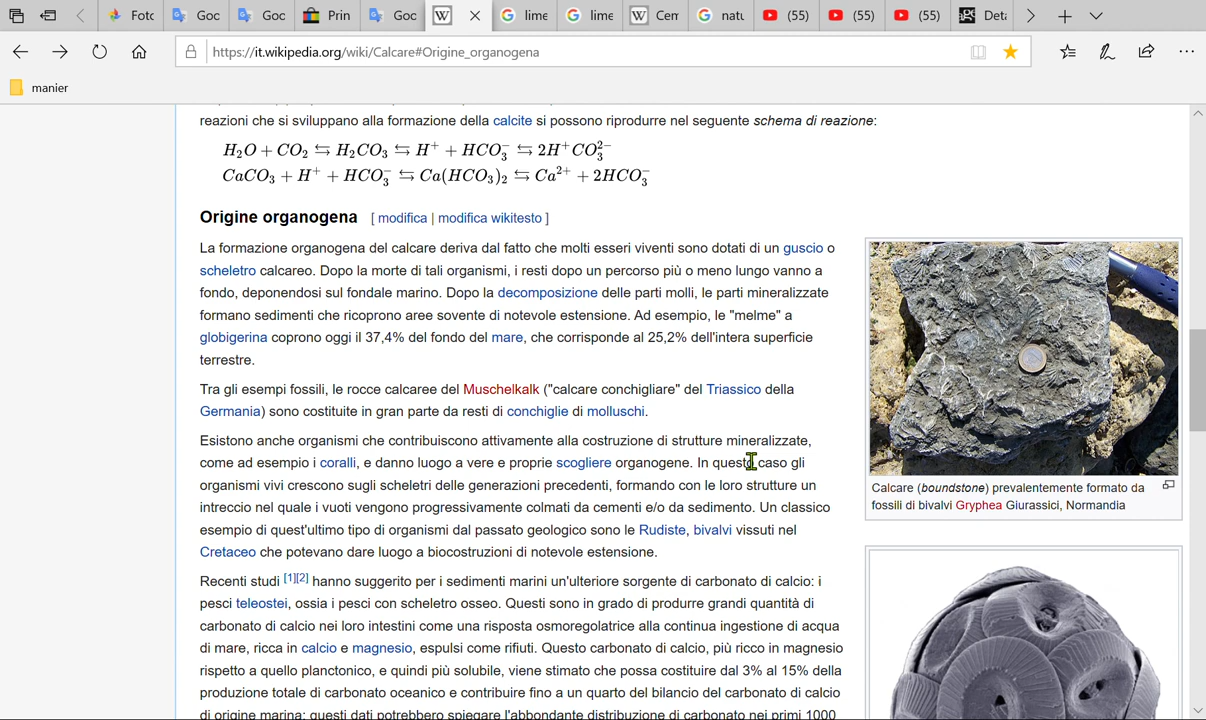 Foto
Goo
Goo
Prin
Goo
W
lime
lime
Cem
natu
(55)
(55)
(55)
Deta
https://it.wikipedia.org/wiki/Calcare#Origine_organogena
manier
reazioni che si sviluppano alla formazione della calcite si possono riprodurre nel seguente schema di reazione:
H₂O + CO₂ ⇆ H₂CO₃ ⇆ H⁺ + HCO₃⁻ ⇆ 2H⁺CO₃²⁻
CaCO₃ + H⁺ + HCO₃⁻ ⇆ Ca(HCO₃)₂ ⇆ Ca²⁺ + 2HCO₃⁻
Origine organogena [ modifica | modifica wikitesto ]
La formazione organogena del calcare deriva dal fatto che molti esseri viventi sono dotati di un guscio o
scheletro calcareo. Dopo la morte di tali organismi, i resti dopo un percorso più o meno lungo vanno a
fondo, deponendosi sul fondale marino. Dopo la decomposizione delle parti molli, le parti mineralizzate
formano sedimenti che ricoprono aree sovente di notevole estensione. Ad esempio, le "melme" a
globigerina coprono oggi il 37,4% del fondo del mare, che corrisponde al 25,2% dell'intera superficie
terrestre.
Tra gli esempi fossili, le rocce calcaree del Muschelkalk ("calcare conchigliare" del Triassico della
Germania) sono costituite in gran parte da resti di conchiglie di molluschi.
Esistono anche organismi che contribuiscono attivamente alla costruzione di strutture mineralizzate,
come ad esempio i coralli, e danno luogo a vere e proprie scogliere organogene. In questo caso gli
organismi vivi crescono sugli scheletri delle generazioni precedenti, formando con le loro strutture un
intreccio nel quale i vuoti vengono progressivamente colmati da cementi e/o da sedimento. Un classico
esempio di quest'ultimo tipo di organismi dal passato geologico sono le Rudiste, bivalvi vissuti nel
Cretaceo che potevano dare luogo a biocostruzioni di notevole estensione.
Recenti studi [1][2] hanno suggerito per i sedimenti marini un'ulteriore sorgente di carbonato di calcio: i
pesci teleostei, ossia i pesci con scheletro osseo. Questi sono in grado di produrre grandi quantità di
carbonato di calcio nei loro intestini come una risposta osmoregolatrice alla continua ingestione di acqua
di mare, ricca in calcio e magnesio, espulsi come rifiuti. Questo carbonato di calcio, più ricco in magnesio
rispetto a quello planctonico, e quindi più solubile, viene stimato che possa costituire dal 3% al 15% della
produzione totale di carbonato oceanico e contribuire fino a un quarto del bilancio del carbonato di calcio
di origine marina; questi dati potrebbero spiegare l'abbondante distribuzione di carbonato nei primi 1000
Calcare (boundstone) prevalentemente formato da
fossili di bivalvi Gryphea Giurassici, Normandia